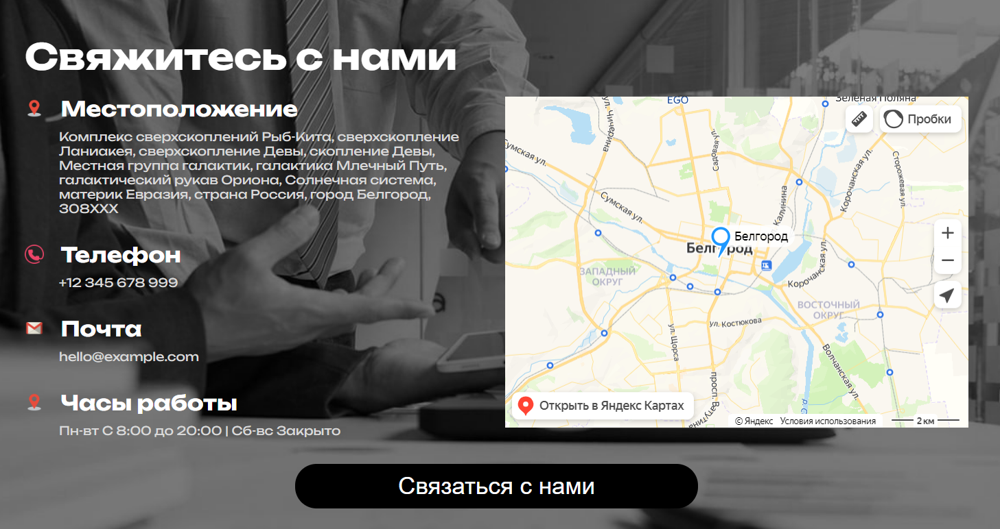 Свяжитесь с нами
Местоположение
Комплекс сверхскоплений Рыб-Кита, сверхскопление
Ланиакея, сверхскопление Девы, скопление Девы,
Местная группа галактик, галактика Млечный Путь,
галактический рукав Ориона, Солнечная система,
материк Евразия, страна Россия, город Белгород,
308XXX
Телефон
+12 345 678 999
Почта
hello@example.com
Часы работы
Пн-вт С 8:00 до 20:00 | Сб-вс Закрыто
EGO
Зелёная Поляна
Пробки
ул. Чичерина
Садовая ул.
Сторожевая ул.
Корочанская ул.
Сумская ул.
Сумская ул.
Калинина
Белгород
Белгород
ЗАПАДНЫЙ
ОКРУГ
Корочанская ул.
ВОСТОЧНЫЙ
ОКРУГ
ул. Костюкова
ул. Щорса
Волчанская ул.
просп. Ватутина
Открыть в Яндекс Картах
© Яндекс Условия использования
2 км
Связаться с нами